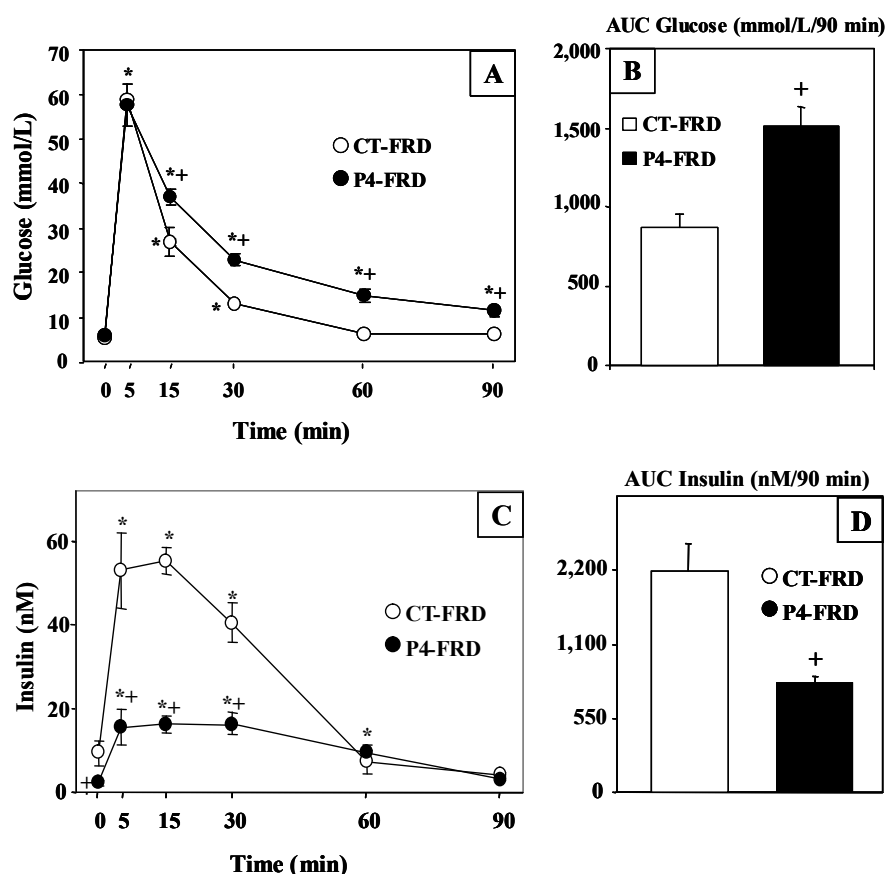 AUC Glucose (mmol/L/90 min)
70
60
50
40
30
20
10
0
Glucose (mmol/L)
A
CT-FRD
P4-FRD
*
*+
*
*+
*
*+
*+
0 5 15 30 60 90
Time (min)
2,000
1,500
1,000
500
0
B
CT-FRD
P4-FRD
+
60
40
20
0
Insulin (nM)
C
CT-FRD
P4-FRD
*
*
*
*+
*+
*+
*
+
0 5 15 30 60 90
Time (min)
AUC Insulin (nM/90 min)
2,200
1,100
550
0
D
CT-FRD
P4-FRD
+